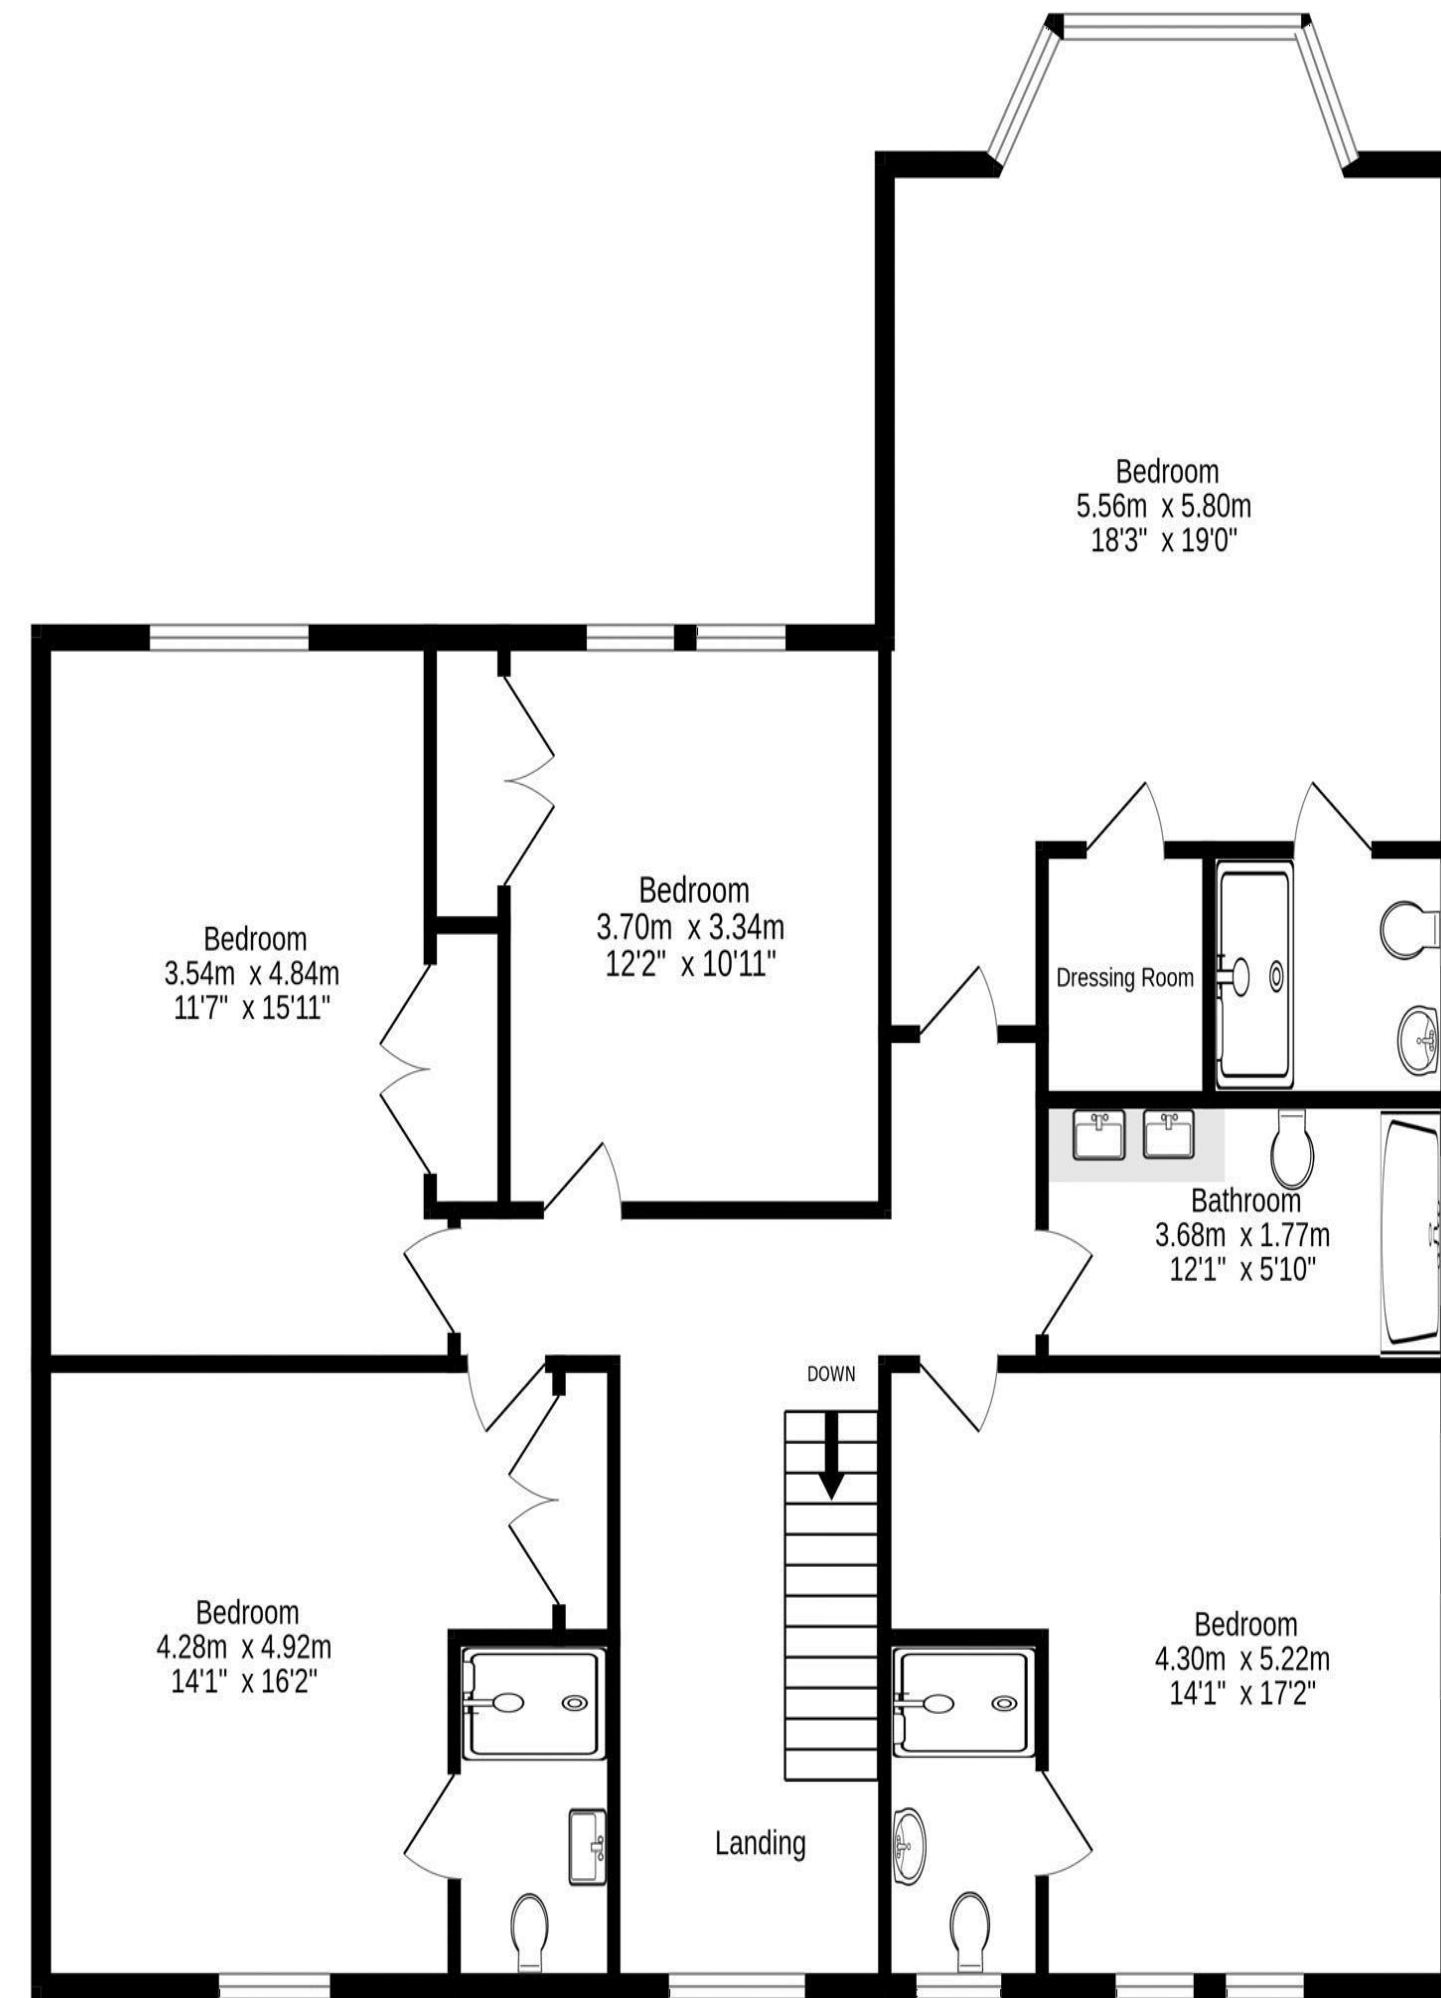 Bedroom
5.56m x 5.80m
18'3" x 19'0"
Bedroom
3.70m x 3.34m
12'2" x 10'11"
Bedroom
3.54m x 4.84m
11'7" x 15'11"
Dressing Room
Bathroom
3.68m x 1.77m
12'1" x 5'10"
DOWN
Bedroom
4.28m x 4.92m
14'1" x 16'2"
Bedroom
4.30m x 5.22m
14'1" x 17'2"
Landing